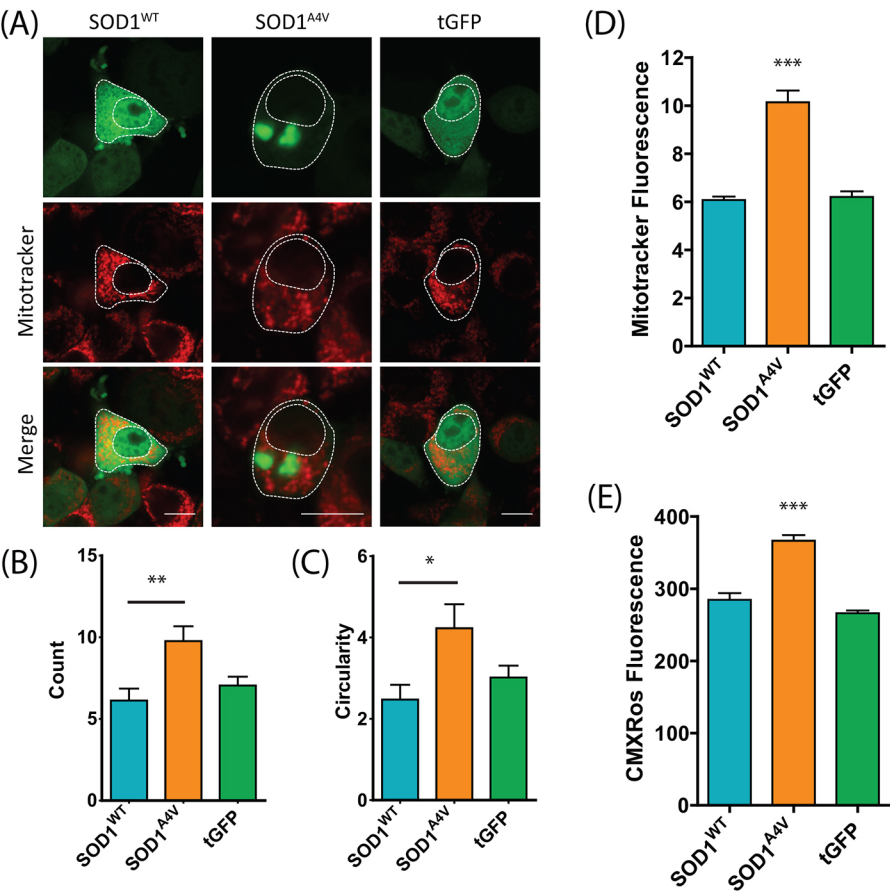 (A)
SOD1WT
SOD1A4V
tGFP
Mitotracker
Merge
(B)
Count
15
10
5
0
**
SOD1WT
SOD1A4V
tGFP
(C)
Circularity
6
4
2
0
*
SOD1WT
SOD1A4V
tGFP
(D)
Mitotracker Fluorescence
12
10
8
6
4
2
0
***
SOD1WT
SOD1A4V
tGFP
(E)
CMXRos Fluorescence
400
300
200
100
0
***
SOD1WT
SOD1A4V
tGFP